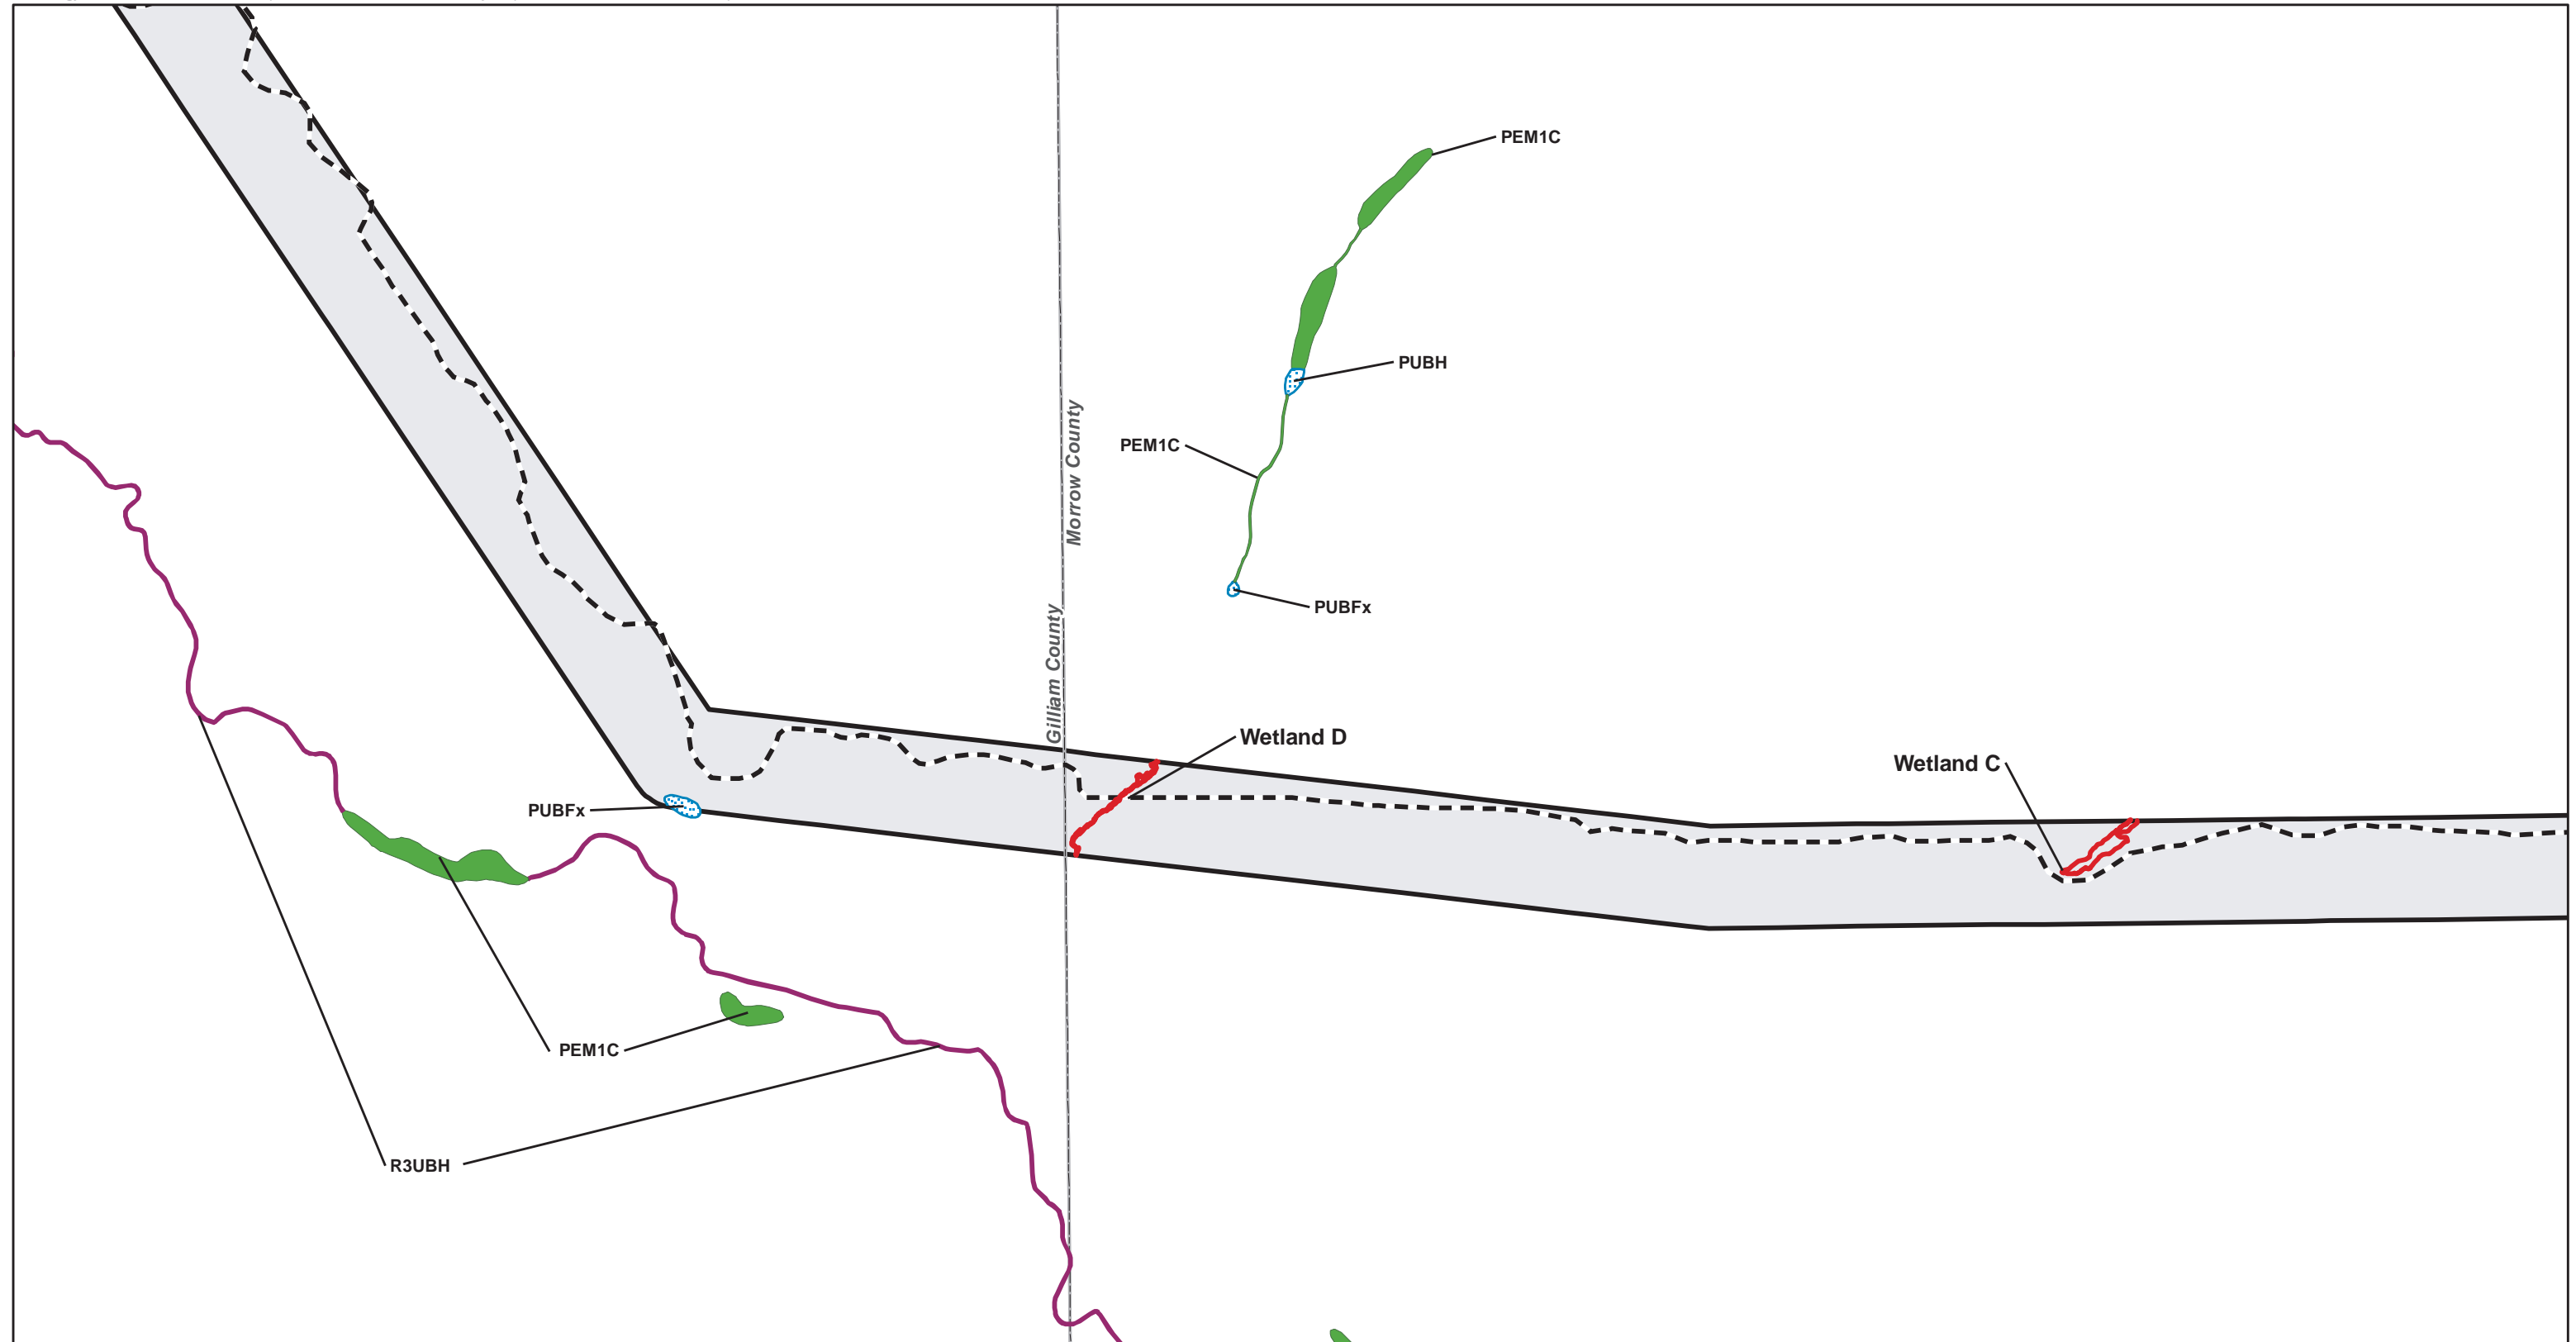 PEM1C
PUBH
Morrow County
PEM1C
PUBFx
Gilliam County
Wetland D
Wetland C
PUBFx
PEM1C
R3UBH